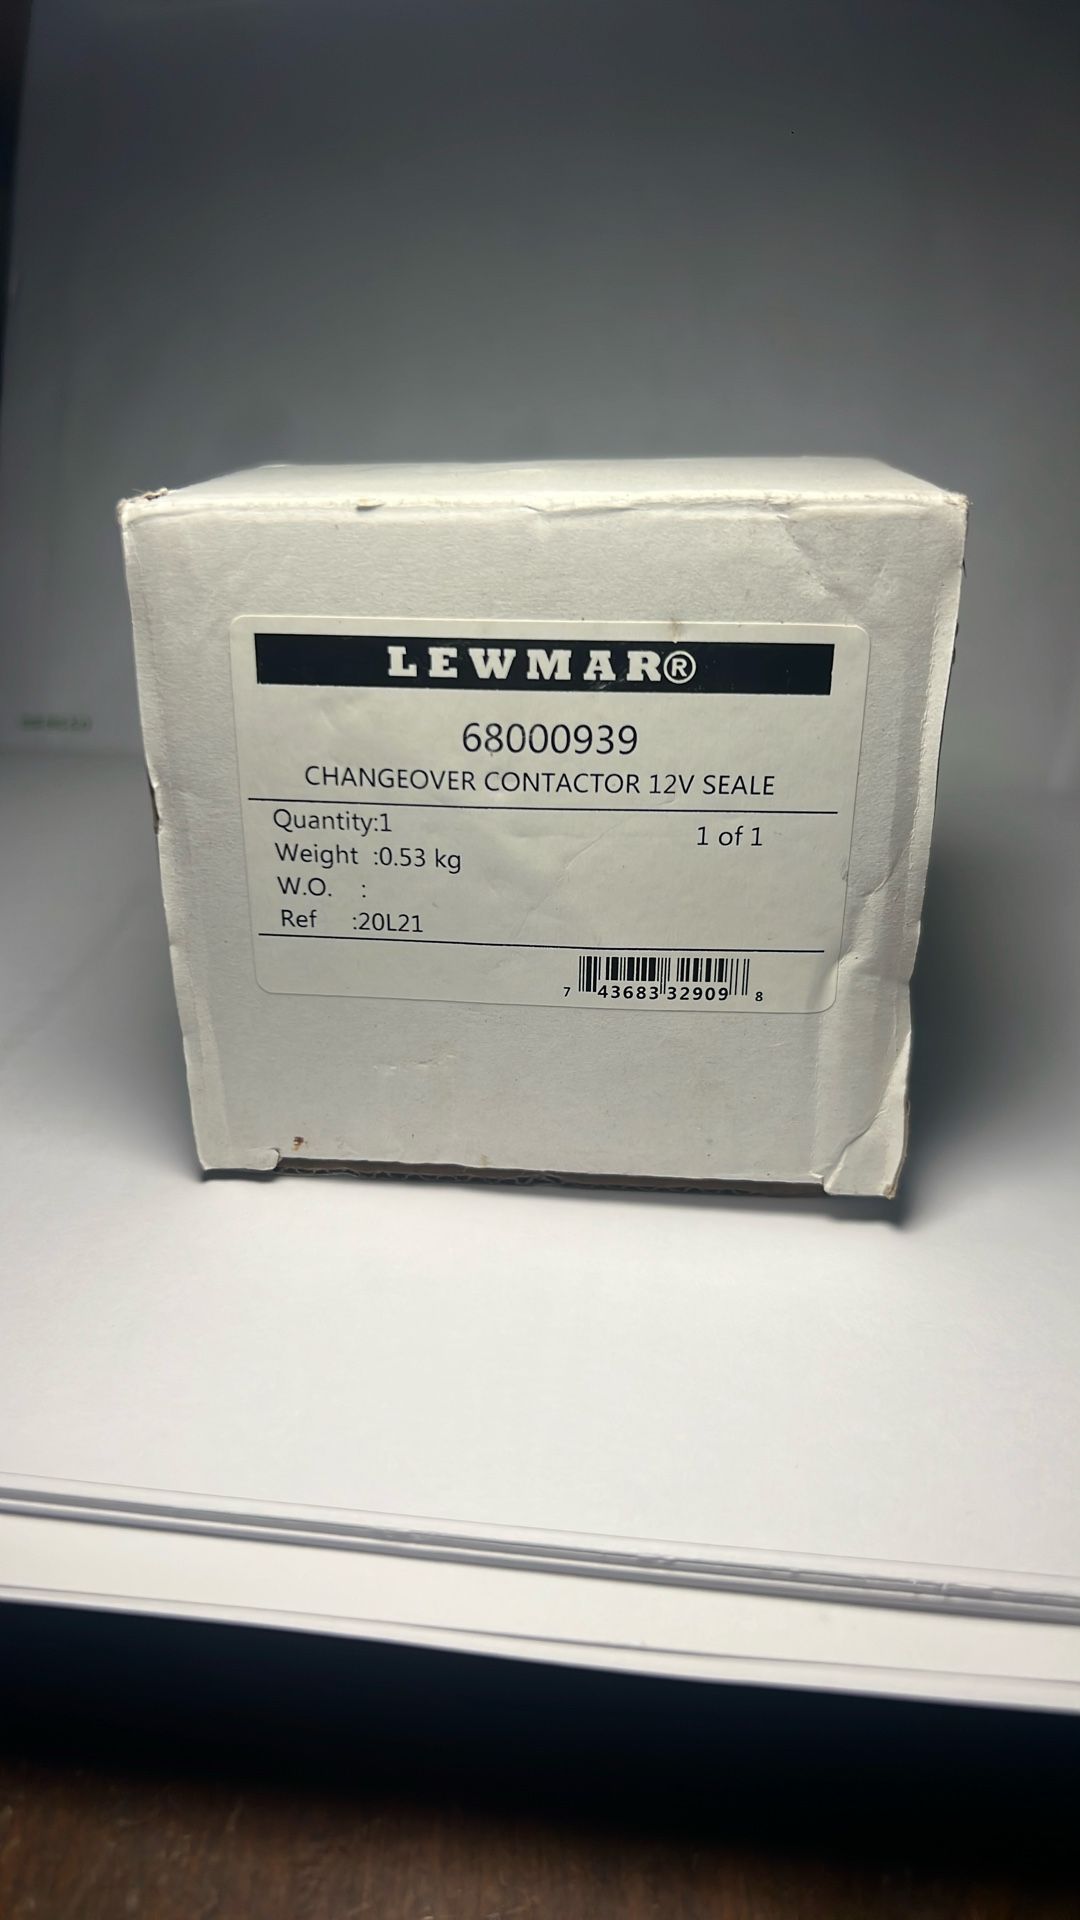 LEWMAR®
68000939
CHANGEOVER CONTACTOR 12V SEALE
Quantity:1
1 of 1
Weight :0.53 kg
W.O. :
Ref :20L21
7 43683 32909 8